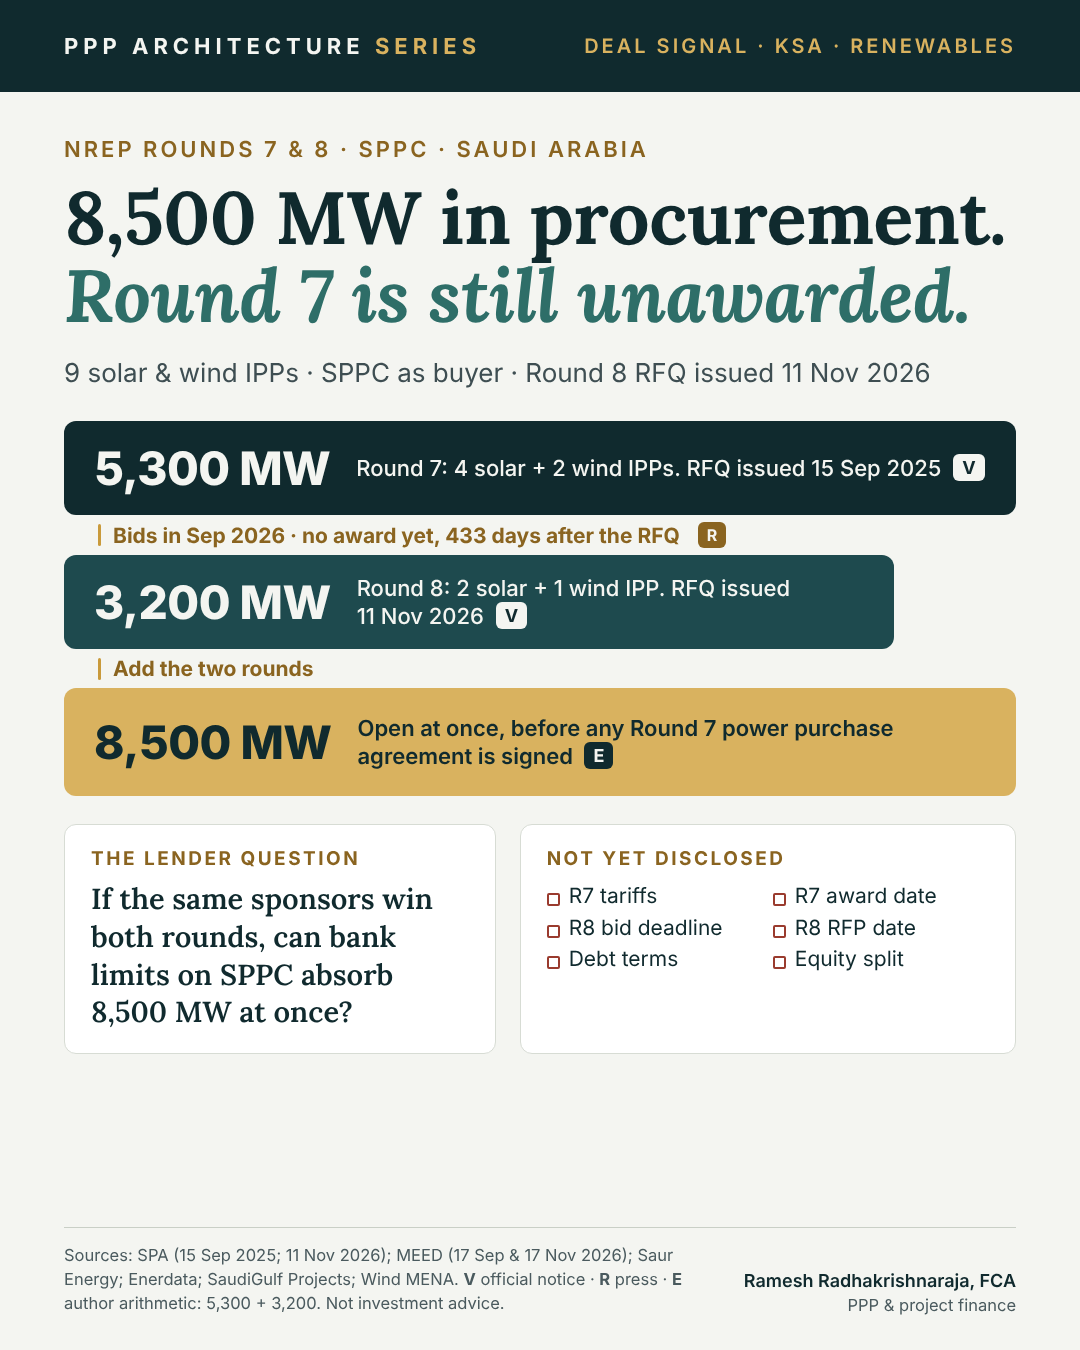 PPP ARCHITECTURE SERIES
DEAL SIGNAL · KSA · RENEWABLES
NREP ROUNDS 7 & 8 · SPPC · SAUDI ARABIA
8,500 MW in procurement.
Round 7 is still unawarded.
9 solar & wind IPPs · SPPC as buyer · Round 8 RFQ issued 11 Nov 2026
5,300 MW
Round 7: 4 solar + 2 wind IPPs. RFQ issued 15 Sep 2025 V
Bids in Sep 2026 · no award yet, 433 days after the RFQ R
3,200 MW
Round 8: 2 solar + 1 wind IPP. RFQ issued
11 Nov 2026 V
Add the two rounds
8,500 MW
Open at once, before any Round 7 power purchase
agreement is signed E
THE LENDER QUESTION
If the same sponsors win
both rounds, can bank
limits on SPPC absorb
8,500 MW at once?
NOT YET DISCLOSED
R7 tariffs
R7 award date
R8 bid deadline
R8 RFP date
Debt terms
Equity split
Sources: SPA (15 Sep 2025; 11 Nov 2026); MEED (17 Sep & 17 Nov 2026); Saur
Energy; Enerdata; SaudiGulf Projects; Wind MENA. V official notice · R press · E
author arithmetic: 5,300 + 3,200. Not investment advice.
Ramesh Radhakrishnaraja, FCA
PPP & project finance